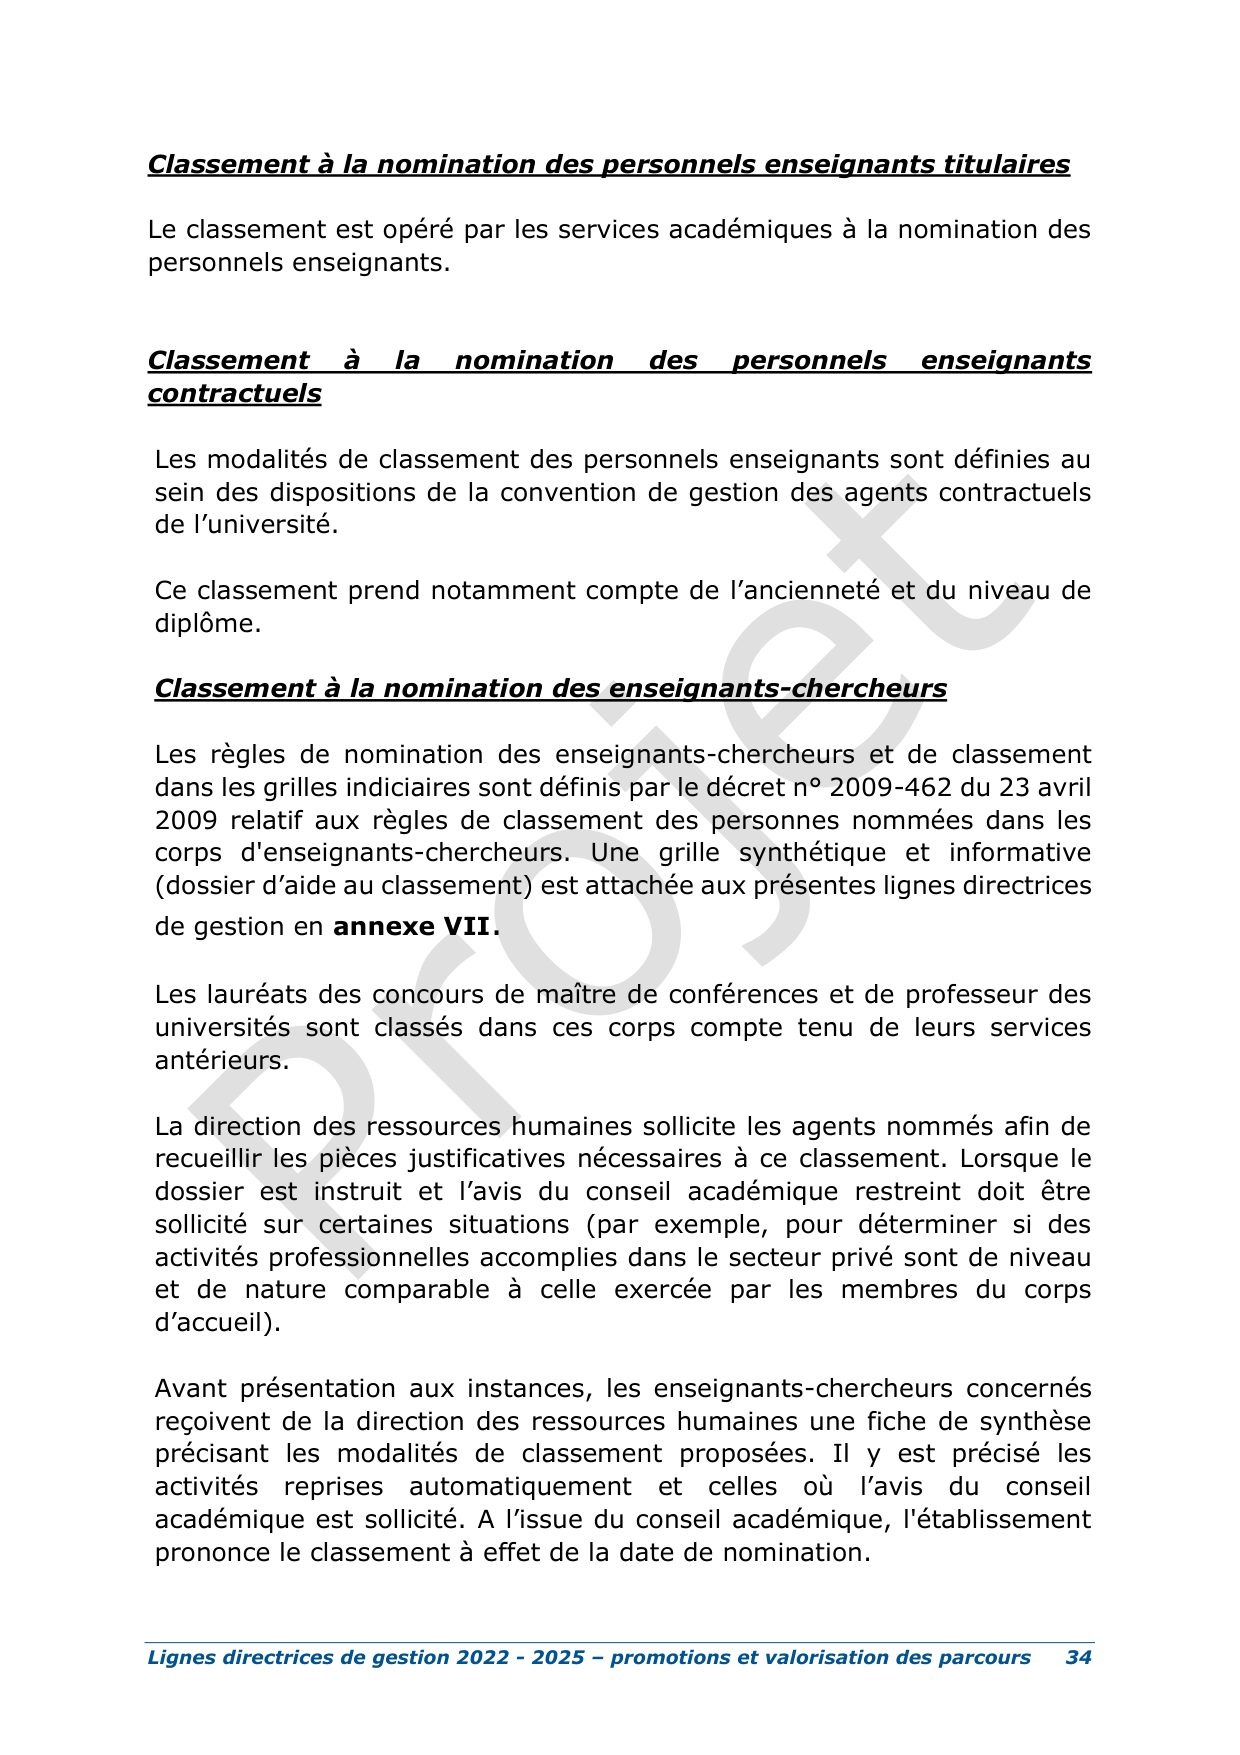 Classement à la nomination des personnels enseignants titulaires
Le classement est opéré par les services académiques à la nomination des
personnels enseignants.
Classement à la nomination des personnels enseignants
contractuels
Les modalités de classement des personnels enseignants sont définies au
sein des dispositions de la convention de gestion des agents contractuels
de l’université.
Ce classement prend notamment compte de l’ancienneté et du niveau de
diplôme.
Classement à la nomination des enseignants-chercheurs
Les règles de nomination des enseignants-chercheurs et de classement
dans les grilles indiciaires sont définis par le décret n° 2009-462 du 23 avril
2009 relatif aux règles de classement des personnes nommées dans les
corps d'enseignants-chercheurs. Une grille synthétique et informative
(dossier d’aide au classement) est attachée aux présentes lignes directrices
de gestion en annexe VII.
Les lauréats des concours de maître de conférences et de professeur des
universités sont classés dans ces corps compte tenu de leurs services
antérieurs.
La direction des ressources humaines sollicite les agents nommés afin de
recueillir les pièces justificatives nécessaires à ce classement. Lorsque le
dossier est instruit et l’avis du conseil académique restreint doit être
sollicité sur certaines situations (par exemple, pour déterminer si des
activités professionnelles accomplies dans le secteur privé sont de niveau
et de nature comparable à celle exercée par les membres du corps
d’accueil).
Avant présentation aux instances, les enseignants-chercheurs concernés
reçoivent de la direction des ressources humaines une fiche de synthèse
précisant les modalités de classement proposées. Il y est précisé les
activités reprises automatiquement et celles où l’avis du conseil
académique est sollicité. A l’issue du conseil académique, l'établissement
prononce le classement à effet de la date de nomination.
Projet
Lignes directrices de gestion 2022 - 2025 – promotions et valorisation des parcours 34